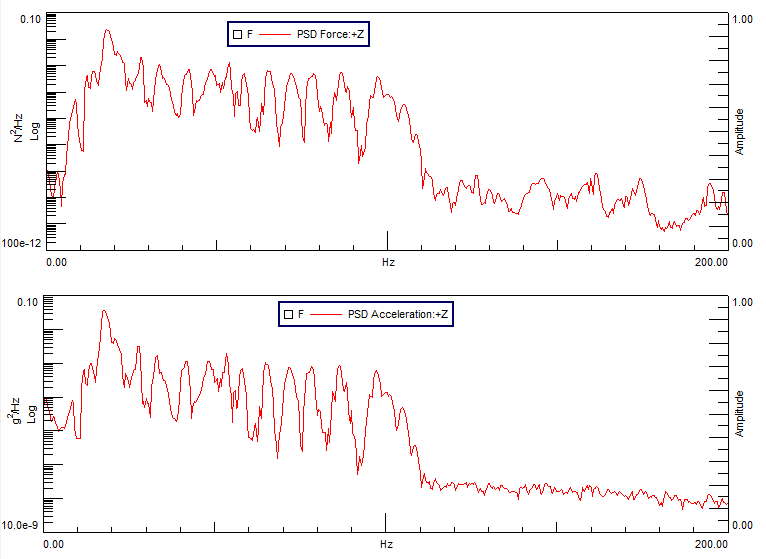 0.10
F PSD Force:+Z
1.00
N²/Hz
Log
Amplitude
100e-12
0.00
0.00
Hz
200.00
0.10
F PSD Acceleration:+Z
1.00
g²/Hz
Log
Amplitude
10.0e-9
0.00
0.00
Hz
200.00